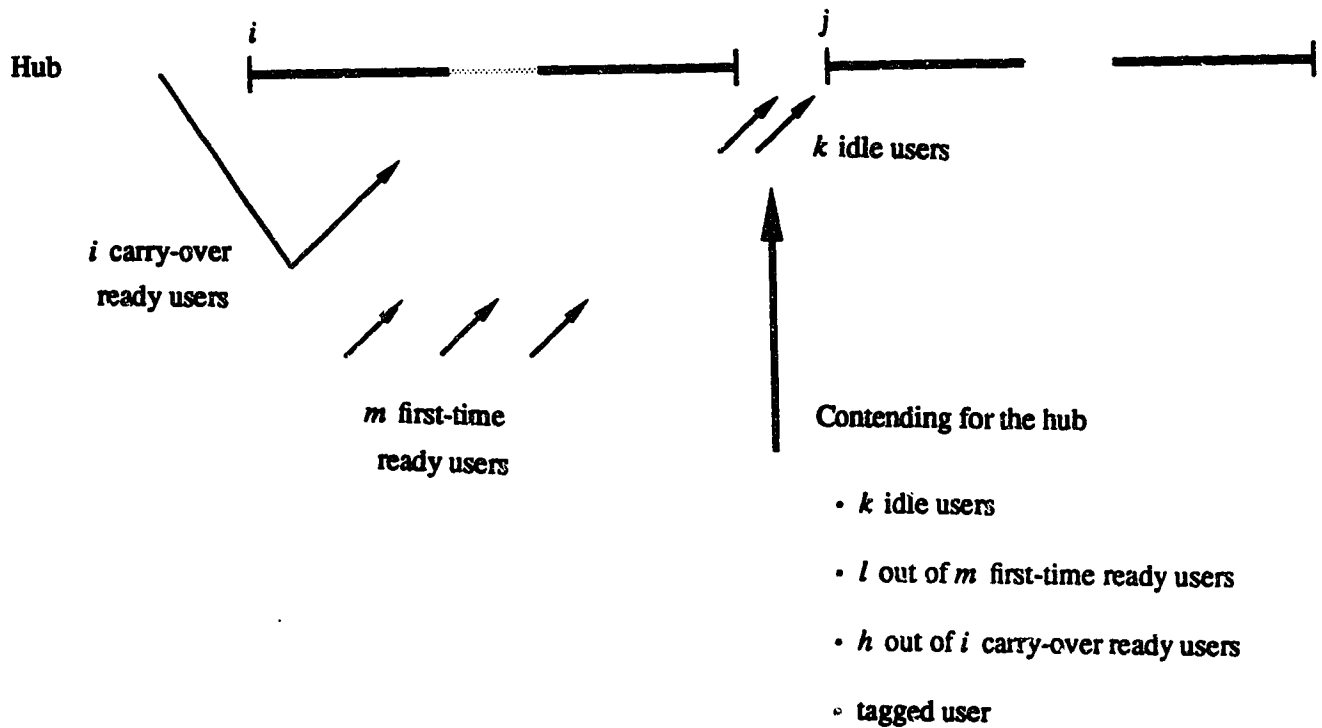 i
j
Hub
k idle users
i carry-over
ready users
m first-time
ready users
Contending for the hub
• k idle users
• l out of m first-time ready users
• h out of i carry-over ready users
• tagged user